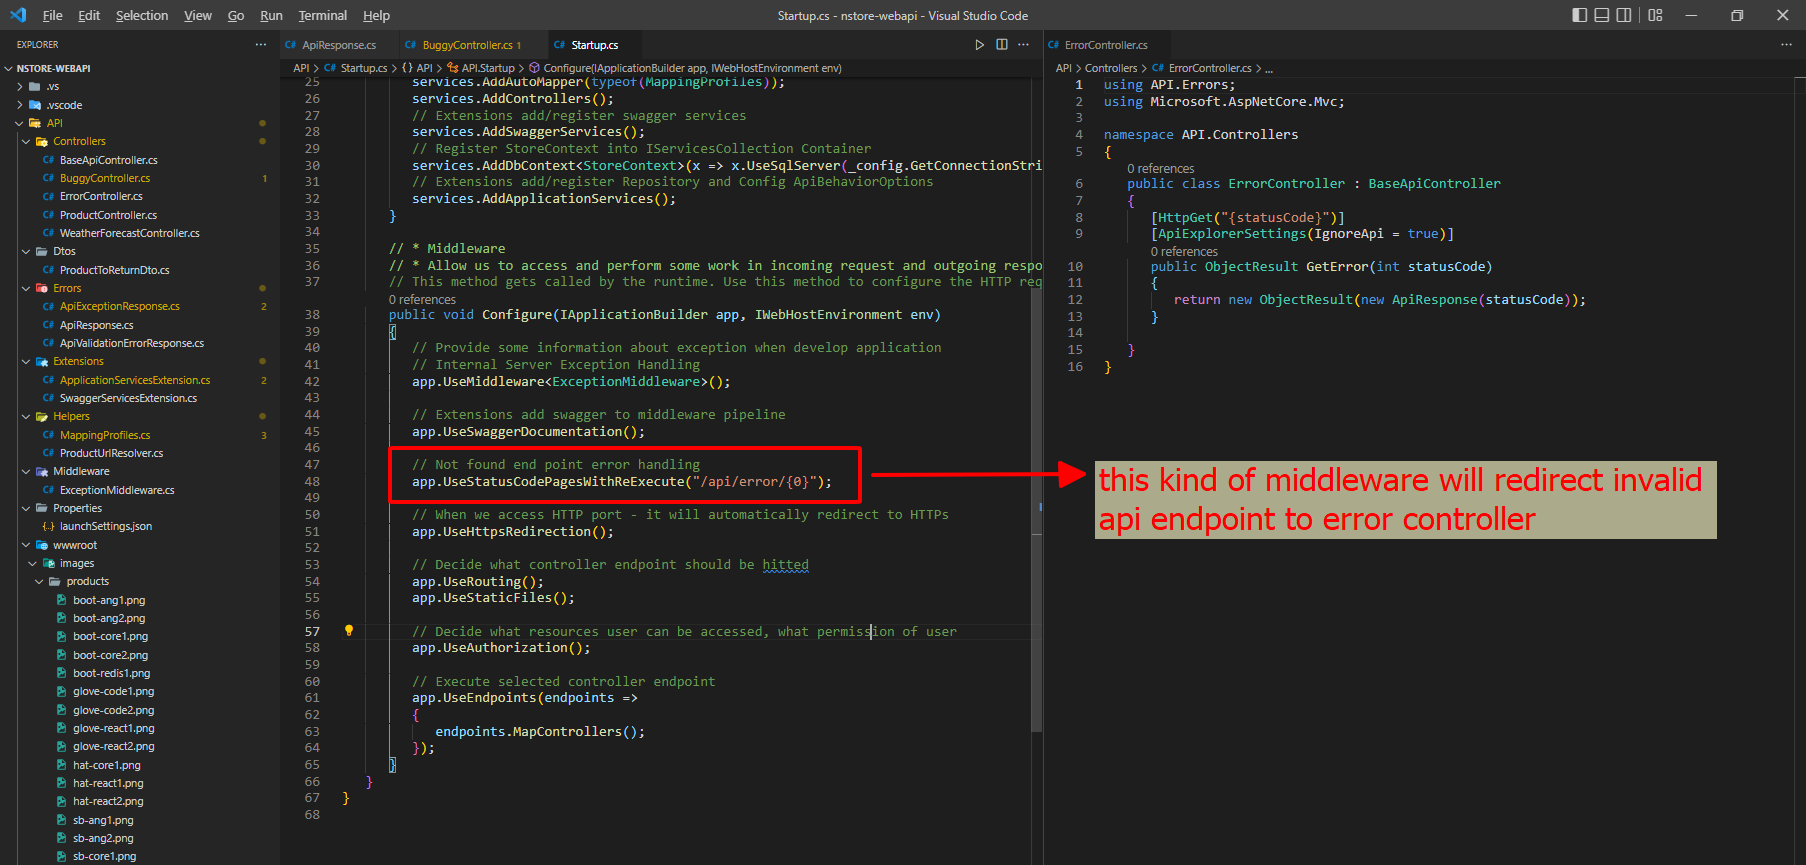 File Edit Selection View Go Run Terminal Help
Startup.cs - nstore-webapi - Visual Studio Code
EXPLORER
NSTORE-WEBAPI
.vs
.vscode
API
Controllers
BaseApiController.cs
BuggyController.cs 1
ErrorController.cs
ProductController.cs
WeatherForecastController.cs
Dtos
ProductToReturnDto.cs
Errors
ApiExceptionResponse.cs 2
ApiResponse.cs
ApiValidationErrorResponse.cs
Extensions
ApplicationServicesExtension.cs 2
SwaggerServicesExtension.cs
Helpers
MappingProfiles.cs 3
ProductUrlResolver.cs
Middleware
ExceptionMiddleware.cs
Properties
launchSettings.json
wwwroot
images
products
boot-ang1.png
boot-ang2.png
boot-core1.png
boot-core2.png
boot-redis1.png
glove-code1.png
glove-code2.png
glove-react1.png
glove-react2.png
hat-core1.png
hat-react1.png
hat-react2.png
sb-ang1.png
sb-ang2.png
sb-core1.png
ApiResponse.cs BuggyController.cs 1 Startup.cs
API > Startup.cs > {} API > API.Startup > Configure(IApplicationBuilder app, IWebHostEnvironment env)
25 services.AddAutoMapper(typeof(MappingProfiles));
26 services.AddControllers();
27 // Extensions add/register swagger services
28 services.AddSwaggerServices();
29 // Register StoreContext into IServicesCollection Container
30 services.AddDbContext<StoreContext>(x => x.UseSqlServer(_config.GetConnectionStri
31 // Extensions add/register Repository and Config ApiBehaviorOptions
32 services.AddApplicationServices();
33 }
34
35 // * Middleware
36 // * Allow us to access and perform some work in incoming request and outgoing respo
37 // This method gets called by the runtime. Use this method to configure the HTTP req
0 references
38 public void Configure(IApplicationBuilder app, IWebHostEnvironment env)
39 {
40 // Provide some information about exception when develop application
41 // Internal Server Exception Handling
42 app.UseMiddleware<ExceptionMiddleware>();
43
44 // Extensions add swagger to middleware pipeline
45 app.UseSwaggerDocumentation();
46
47 // Not found end point error handling
48 app.UseStatusCodePagesWithReExecute("/api/error/{0}");
49
50 // When we access HTTP port - it will automatically redirect to HTTPs
51 app.UseHttpsRedirection();
52
53 // Decide what controller endpoint should be hitted
54 app.UseRouting();
55 app.UseStaticFiles();
56
57 // Decide what resources user can be accessed, what permission of user
58 app.UseAuthorization();
59
60 // Execute selected controller endpoint
61 app.UseEndpoints(endpoints =>
62 {
63 endpoints.MapControllers();
64 });
65 }
66 }
67 }
68
ErrorController.cs
API > Controllers > ErrorController.cs > ...
1 using API.Errors;
2 using Microsoft.AspNetCore.Mvc;
3
4 namespace API.Controllers
5 {
0 references
6 public class ErrorController : BaseApiController
7 {
8 [HttpGet("{statusCode}")]
9 [ApiExplorerSettings(IgnoreApi = true)]
0 references
10 public ObjectResult GetError(int statusCode)
11 {
12 return new ObjectResult(new ApiResponse(statusCode));
13 }
14
15 }
16 }
this kind of middleware will redirect invalid
api endpoint to error controller